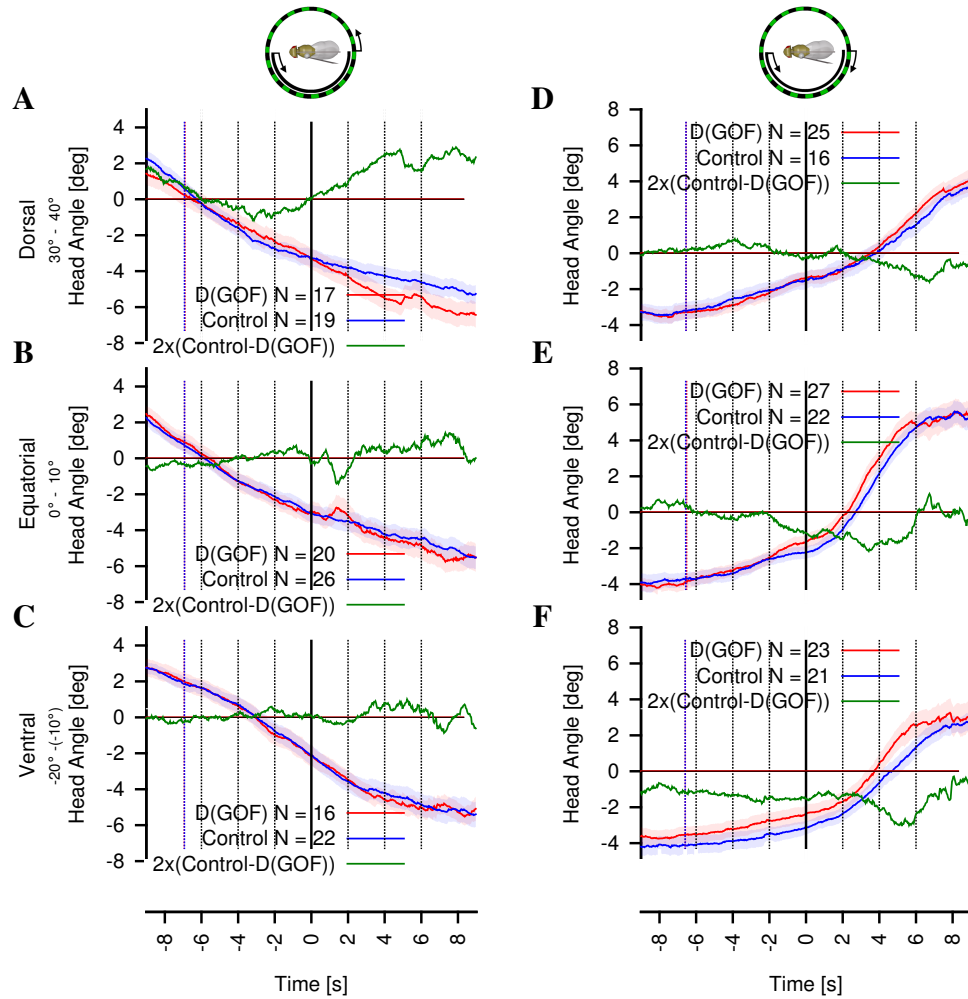 A
Dorsal
30° - 40°
Head Angle [deg]
4
2
0
-2
-4
-6
-8
D(GOF) N = 17
Control N = 19
2x(Control-D(GOF))
B
Equatorial
0° - 10°
Head Angle [deg]
4
2
0
-2
-4
-6
-8
D(GOF) N = 20
Control N = 26
2x(Control-D(GOF))
C
Ventral
-20° -(-10°)
Head Angle [deg]
4
2
0
-2
-4
-6
-8
D(GOF) N = 16
Control N = 22
2x(Control-D(GOF))
-8 -6 -4 -2 0 2 4 6 8
Time [s]
D
Head Angle [deg]
8
6
4
2
0
-2
-4
D(GOF) N = 25
Control N = 16
2x(Control-D(GOF))
E
Head Angle [deg]
8
6
4
2
0
-2
-4
D(GOF) N = 27
Control N = 22
2x(Control-D(GOF))
F
Head Angle [deg]
8
6
4
2
0
-2
-4
D(GOF) N = 23
Control N = 21
2x(Control-D(GOF))
-8 -6 -4 -2 0 2 4 6 8
Time [s]